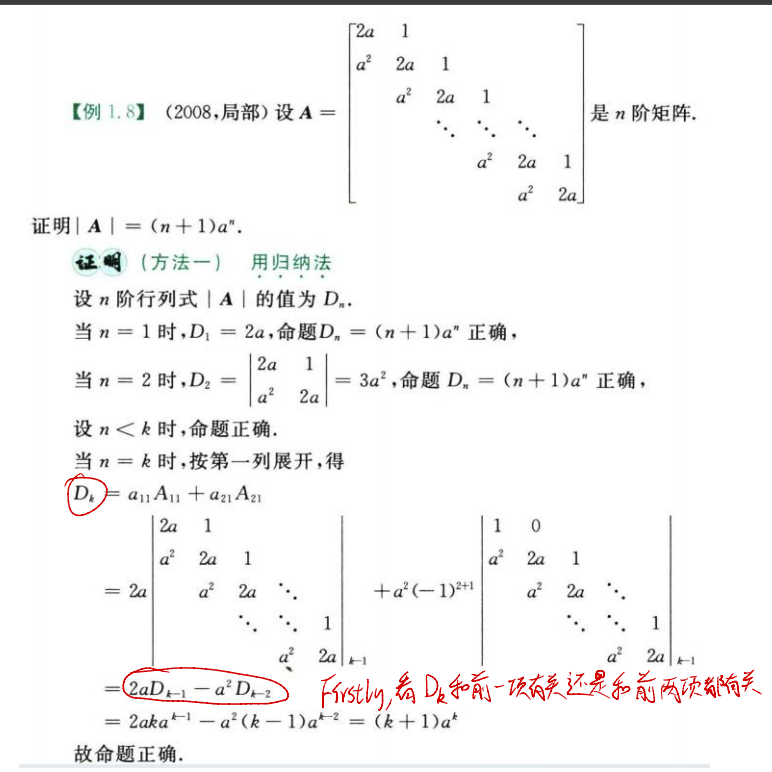 2a 1
a² 2a 1
a² 2a 1
【例 1.8】 (2008,局部) 设 A = ⋱ ⋱ ⋱ 是 n 阶矩阵.
a² 2a 1
a² 2a
证明| A | = (n+1)aⁿ.
证明 (方法一) 用归纳法
设 n 阶行列式 | A | 的值为 Dₙ.
当 n = 1 时,D₁ = 2a,命题Dₙ = (n+1)aⁿ 正确,
当 n = 2 时,D₂ = |2a 1; a² 2a| = 3a²,命题 Dₙ = (n+1)aⁿ 正确,
设 n < k 时,命题正确.
当 n = k 时,按第一列展开,得
Dₖ = a₁₁A₁₁ + a₂₁A₂₁
2a 1 1 0
a² 2a 1 a² 2a 1
= 2a a² 2a ⋱ + a²(-1)²⁺¹ a² 2a ⋱
⋱ ⋱ 1 ⋱ ⋱ 1
a² 2a k-1 a² 2a k-1
= 2aDₖ₋₁ - a²Dₖ₋₂ Firstly,看 Dₖ和前一项有关还是和前两项都有关
= 2akaᵏ⁻¹ - a²(k-1)aᵏ⁻² = (k+1)aᵏ
故命题正确.